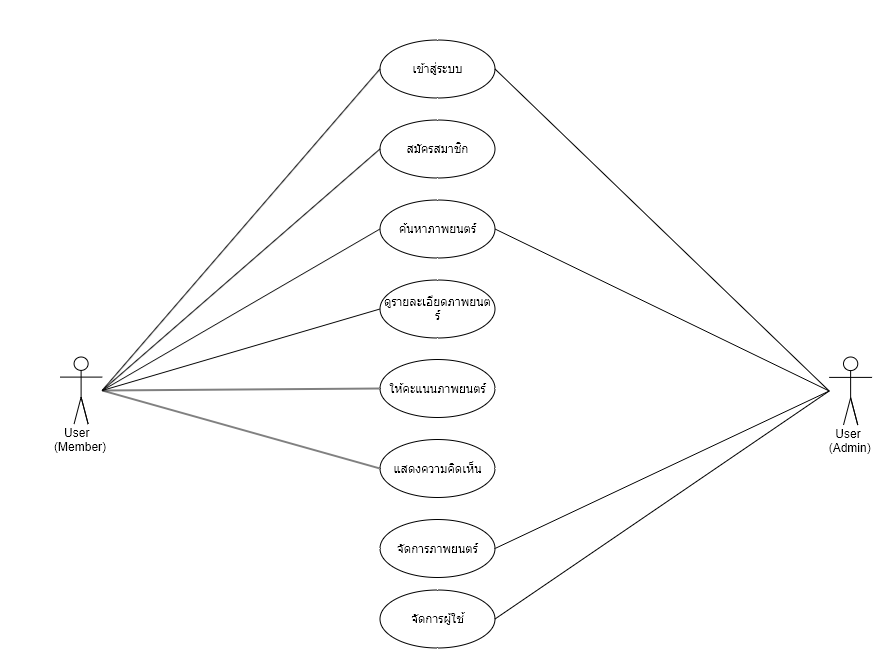 เข้าสู่ระบบ
สมัครสมาชิก
ค้นหาภาพยนตร์
ดูรายละเอียดภาพยนต
ร์
ให้คะแนนภาพยนตร์
User
(Member)
User
(Admin)
แสดงความคิดเห็น
จัดการภาพยนตร์
จัดการผู้ใช้